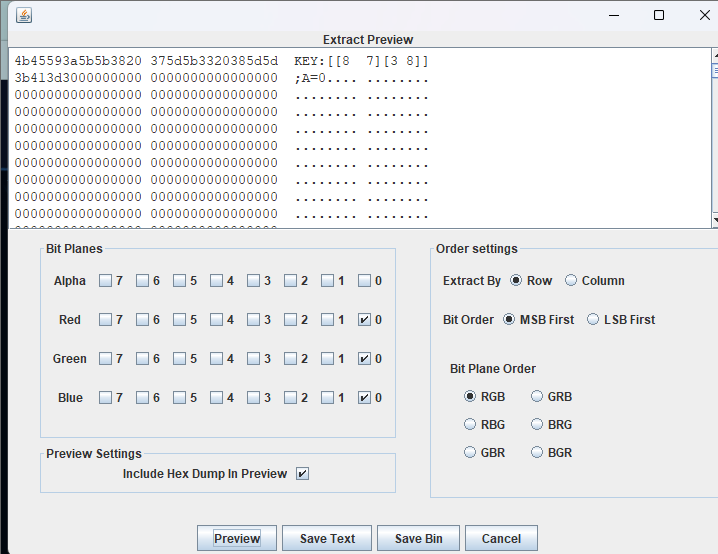 Extract Preview
4b45593a5b5b3820 375d5b3320385d5d KEY:[[8 7][3 8]]
3b413d3000000000 0000000000000000 ;A=0.... ........
0000000000000000 0000000000000000 ........ ........
0000000000000000 0000000000000000 ........ ........
0000000000000000 0000000000000000 ........ ........
0000000000000000 0000000000000000 ........ ........
0000000000000000 0000000000000000 ........ ........
0000000000000000 0000000000000000 ........ ........
0000000000000000 0000000000000000 ........ ........
0000000000000000 0000000000000000 ........ ........
Bit Planes
Alpha 7 6 5 4 3 2 1 0
Red 7 6 5 4 3 2 1 0
Green 7 6 5 4 3 2 1 0
Blue 7 6 5 4 3 2 1 0
Preview Settings
Include Hex Dump In Preview
Order settings
Extract By Row Column
Bit Order MSB First LSB First
Bit Plane Order
RGB GRB
RBG BRG
GBR BGR
Preview Save Text Save Bin Cancel